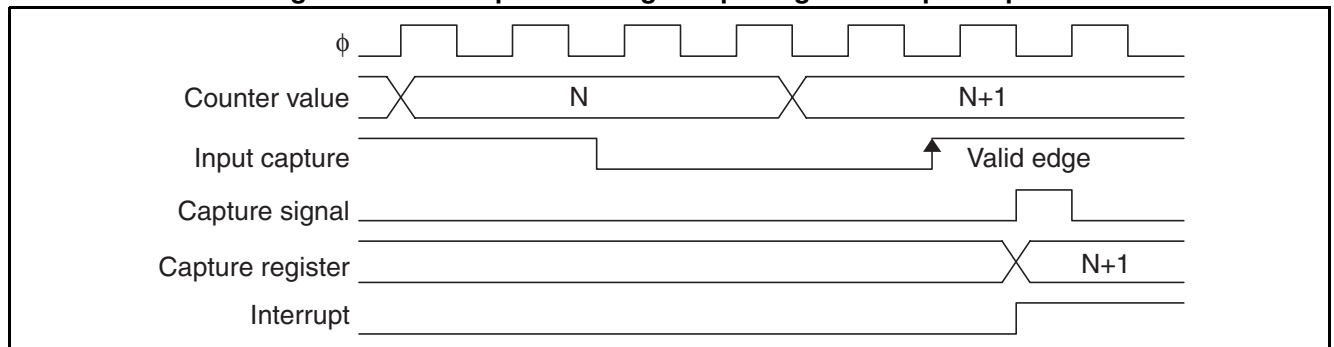 φ
Counter value N N+1
Input capture Valid edge
Capture signal
Capture register N+1
Interrupt